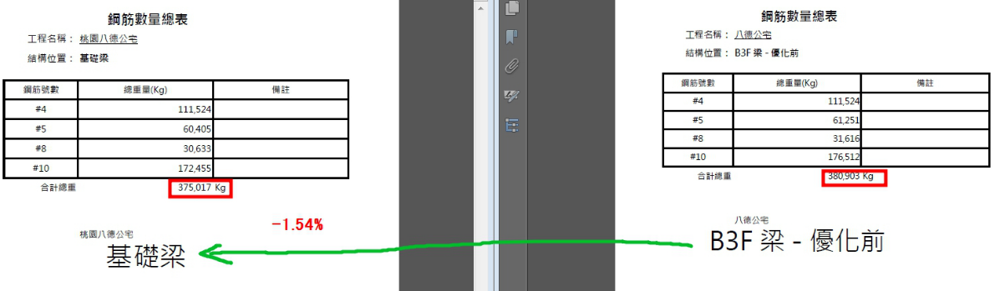 鋼筋數量總表
工程名稱： 桃園八德公宅
結構位置： 基礎梁
鋼筋號數 總重量(Kg) 備註
#4 111,524
#5 60,405
#8 30,633
#10 172,455
合計總重 375,017 Kg
-1.54%
桃園八德公宅
基礎梁
鋼筋數量總表
工程名稱： 八德公宅
結構位置： B3F 梁 - 優化前
鋼筋號數 總重量(Kg) 備註
#4 111,524
#5 61,251
#8 31,616
#10 176,512
合計總重 380,903 Kg
八德公宅
B3F 梁 - 優化前